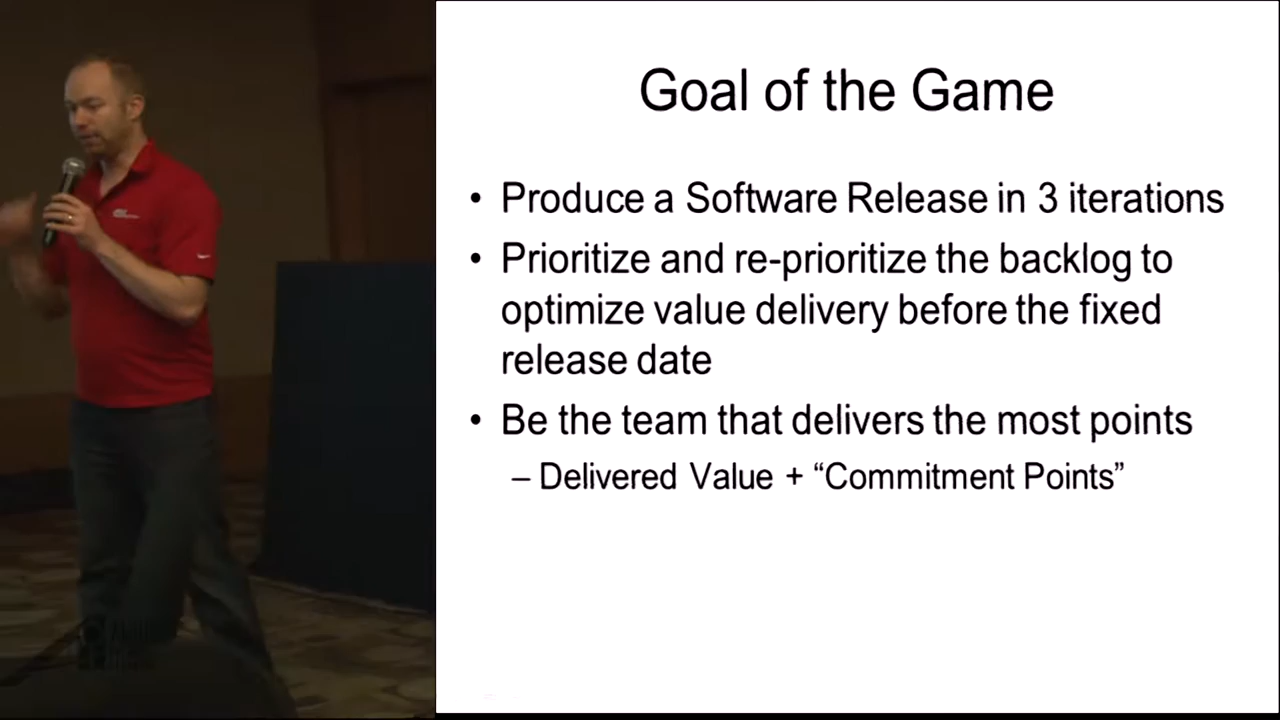 Goal of the Game
• Produce a Software Release in 3 iterations
• Prioritize and re-prioritize the backlog to
optimize value delivery before the fixed
release date
• Be the team that delivers the most points
– Delivered Value + “Commitment Points”